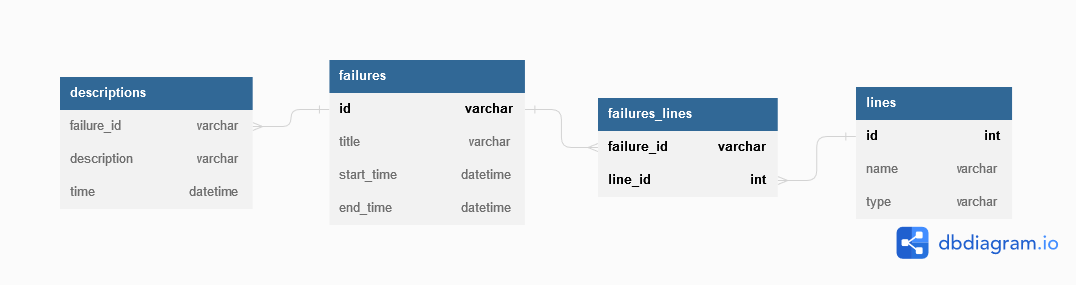 descriptions
failure_id varchar
description varchar
time datetime
failures
id varchar
title varchar
start_time datetime
end_time datetime
failures_lines
failure_id varchar
line_id int
lines
id int
name varchar
type varchar
dbdiagram.io